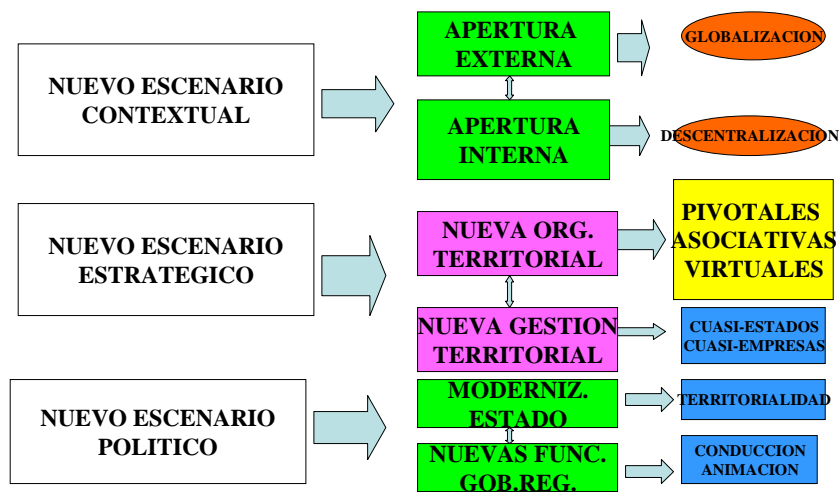 NUEVO ESCENARIO
CONTEXTUAL
APERTURA
EXTERNA
GLOBALIZACION
APERTURA
INTERNA
DESCENTRALIZACION
NUEVO ESCENARIO
ESTRATEGICO
NUEVA ORG.
TERRITORIAL
PIVOTALES
ASOCIATIVAS
VIRTUALES
NUEVA GESTION
TERRITORIAL
CUASI-ESTADOS
CUASI-EMPRESAS
NUEVO ESCENARIO
POLITICO
MODERNIZ.
ESTADO
TERRITORIALIDAD
NUEVAS FUNC.
GOB.REG.
CONDUCCION
ANIMACION